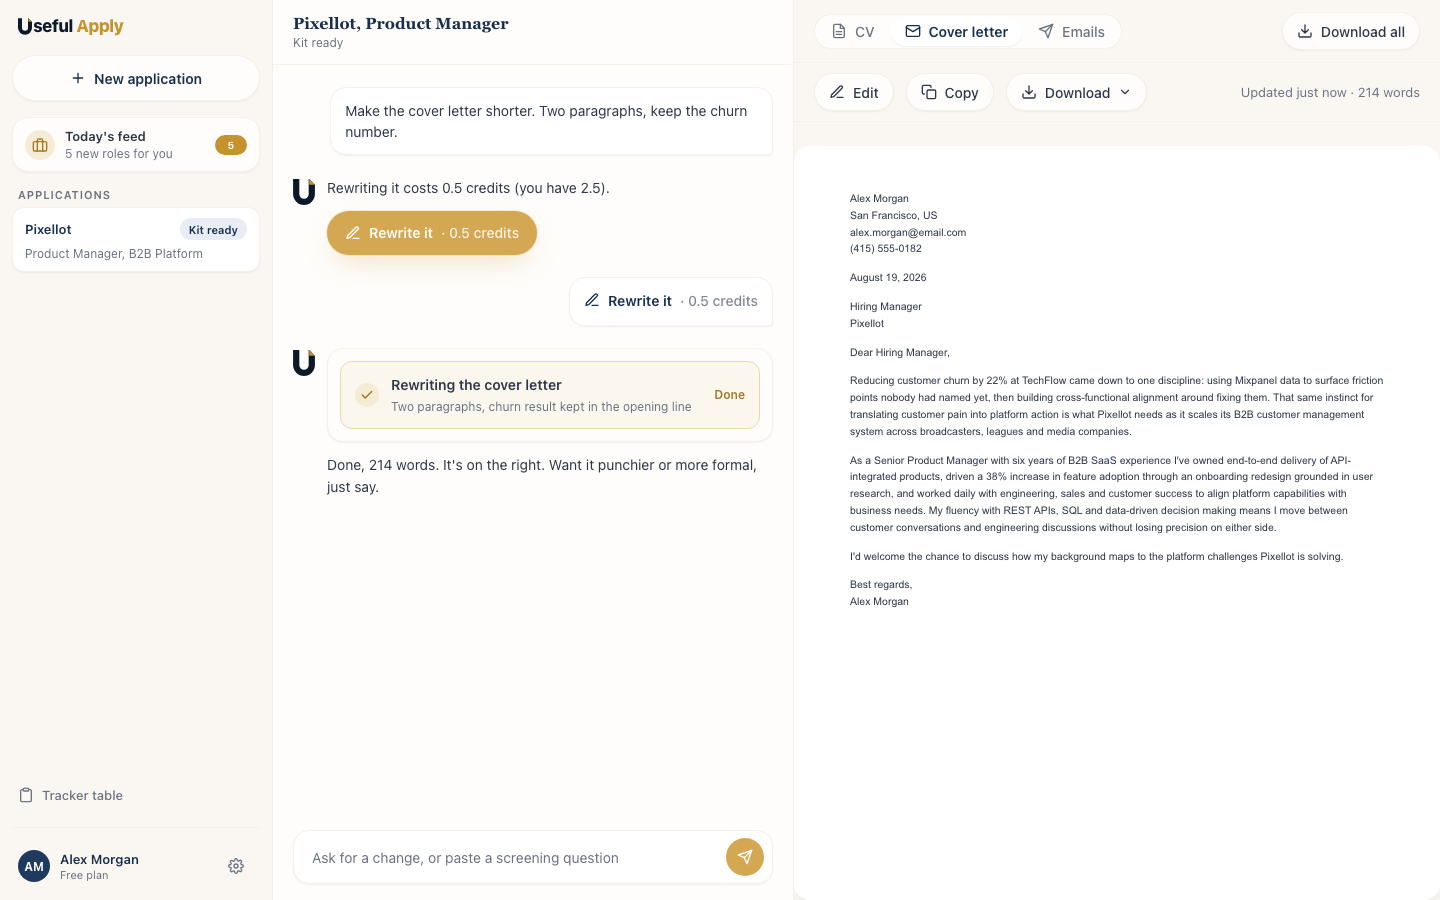 Useful Apply
New application
Today's feed
5 new roles for you
5
APPLICATIONS
Pixellot
Kit ready
Product Manager, B2B Platform
Tracker table
AM
Alex Morgan
Free plan
Pixellot, Product Manager
Kit ready
Make the cover letter shorter. Two paragraphs, keep the churn
number.
Rewriting it costs 0.5 credits (you have 2.5).
Rewrite it · 0.5 credits
Rewrite it · 0.5 credits
Rewriting the cover letter
Two paragraphs, churn result kept in the opening line
Done
Done, 214 words. It's on the right. Want it punchier or more formal,
just say.
Ask for a change, or paste a screening question
CV
Cover letter
Emails
Download all
Edit
Copy
Download
Updated just now · 214 words
Alex Morgan
San Francisco, US
alex.morgan@email.com
(415) 555-0182
August 19, 2026
Hiring Manager
Pixellot
Dear Hiring Manager,
Reducing customer churn by 22% at TechFlow came down to one discipline: using Mixpanel data to surface friction
points nobody had named yet, then building cross-functional alignment around fixing them. That same instinct for
translating customer pain into platform action is what Pixellot needs as it scales its B2B customer management
system across broadcasters, leagues and media companies.
As a Senior Product Manager with six years of B2B SaaS experience I've owned end-to-end delivery of API-
integrated products, driven a 38% increase in feature adoption through an onboarding redesign grounded in user
research, and worked daily with engineering, sales and customer success to align platform capabilities with
business needs. My fluency with REST APIs, SQL and data-driven decision making means I move between
customer conversations and engineering discussions without losing precision on either side.
I'd welcome the chance to discuss how my background maps to the platform challenges Pixellot is solving.
Best regards,
Alex Morgan